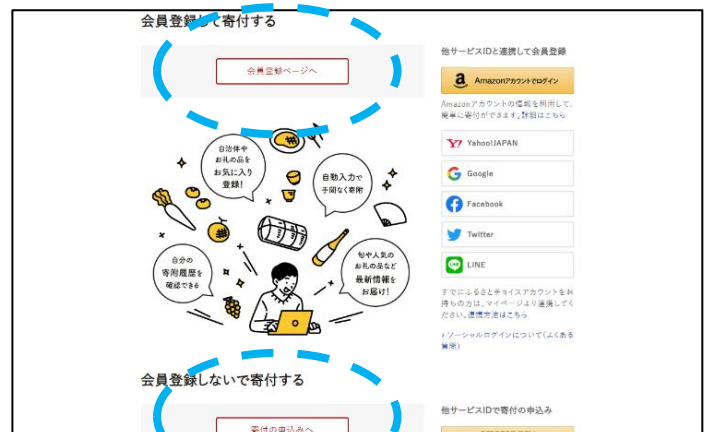 会員登録して寄付する
会員登録ページへ
自治体や
お礼の品を
お気に入り
登録!
自動入力で
手間なく寄附
自分の
寄附履歴を
確認できる
旬や人気の
お礼の品など
最新情報を
お届け!
会員登録しないで寄付する
寄付の申込みへ
他サービスIDと連携して会員登録
Amazonアカウントでログイン
Amazonアカウントの情報を利用して、
簡単に寄付ができます。詳細はこちら
Yahoo!JAPAN
Google
Facebook
Twitter
LINE
すでにふるさとチョイスアカウントをお
持ちの方は、マイページより連携してく
ださい。連携方法はこちら
›ソーシャルログインについて(よくある
質問)
他サービスIDで寄付の申込み